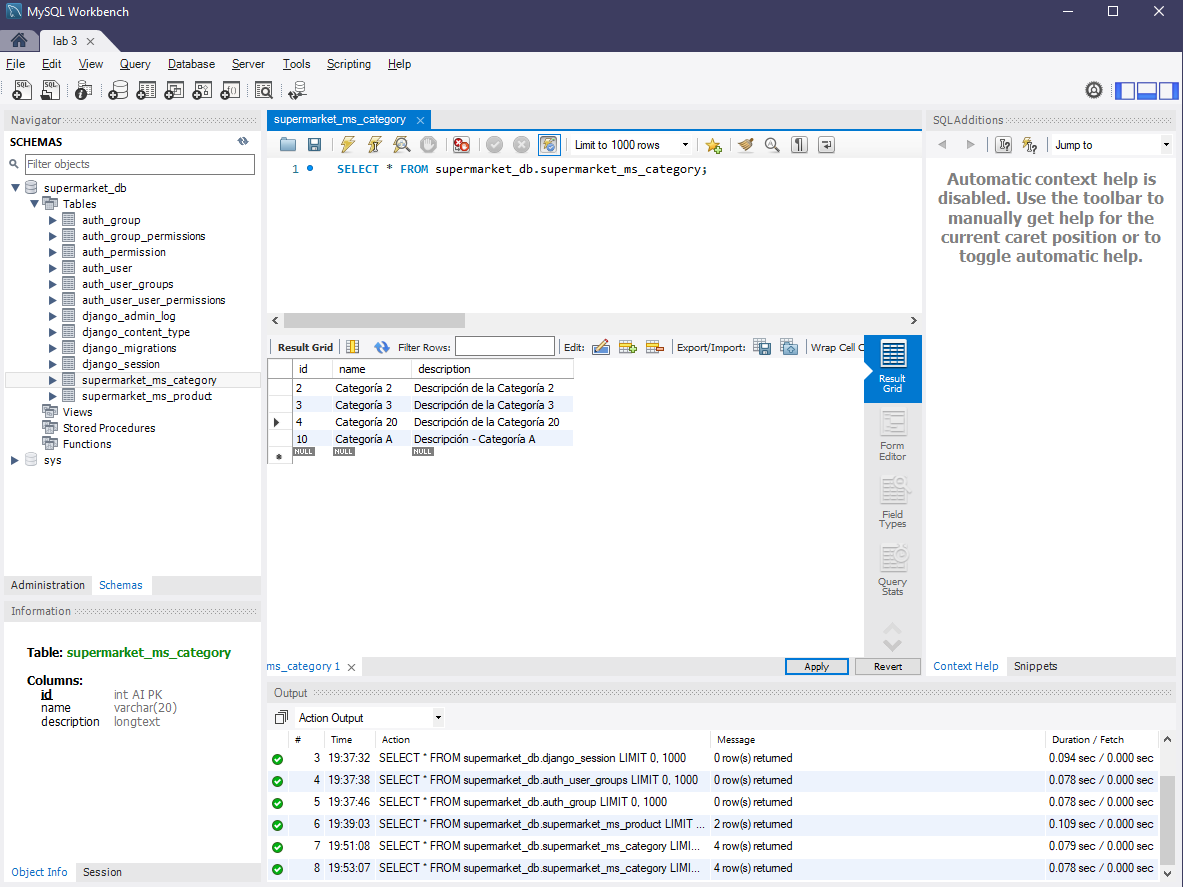 MySQL Workbench
lab 3
File Edit View Query Database Server Tools Scripting Help
Navigator
SCHEMAS
Filter objects
supermarket_db
Tables
auth_group
auth_group_permissions
auth_permission
auth_user
auth_user_groups
auth_user_user_permissions
django_admin_log
django_content_type
django_migrations
django_session
supermarket_ms_category
supermarket_ms_product
Views
Stored Procedures
Functions
sys
Administration Schemas
Information
Table: supermarket_ms_category
Columns:
id int AI PK
name varchar(20)
description longtext
Object Info Session
supermarket_ms_category
Limit to 1000 rows
1 SELECT * FROM supermarket_db.supermarket_ms_category;
Result Grid Filter Rows: Edit: Export/Import: Wrap Cell C
id name description
2 Categoría 2 Descripción de la Categoría 2
3 Categoría 3 Descripción de la Categoría 3
4 Categoría 20 Descripción de la Categoría 20
10 Categoría A Descripción - Categoría A
NULL NULL NULL
Result
Grid
Form
Editor
Field
Types
Query
Stats
ms_category 1
Apply Revert
SQLAdditions
Jump to
Automatic context help is
disabled. Use the toolbar to
manually get help for the
current caret position or to
toggle automatic help.
Context Help Snippets
Output
Action Output
# Time Action Message Duration / Fetch
3 19:37:32 SELECT * FROM supermarket_db.django_session LIMIT 0, 1000 0 row(s) returned 0.094 sec / 0.000 sec
4 19:37:38 SELECT * FROM supermarket_db.auth_user_groups LIMIT 0, 1000 0 row(s) returned 0.078 sec / 0.000 sec
5 19:37:46 SELECT * FROM supermarket_db.auth_group LIMIT 0, 1000 0 row(s) returned 0.078 sec / 0.000 sec
6 19:39:03 SELECT * FROM supermarket_db.supermarket_ms_product LIMIT ... 2 row(s) returned 0.109 sec / 0.000 sec
7 19:51:08 SELECT * FROM supermarket_db.supermarket_ms_category LIMI... 4 row(s) returned 0.079 sec / 0.000 sec
8 19:53:07 SELECT * FROM supermarket_db.supermarket_ms_category LIMI... 4 row(s) returned 0.078 sec / 0.000 sec